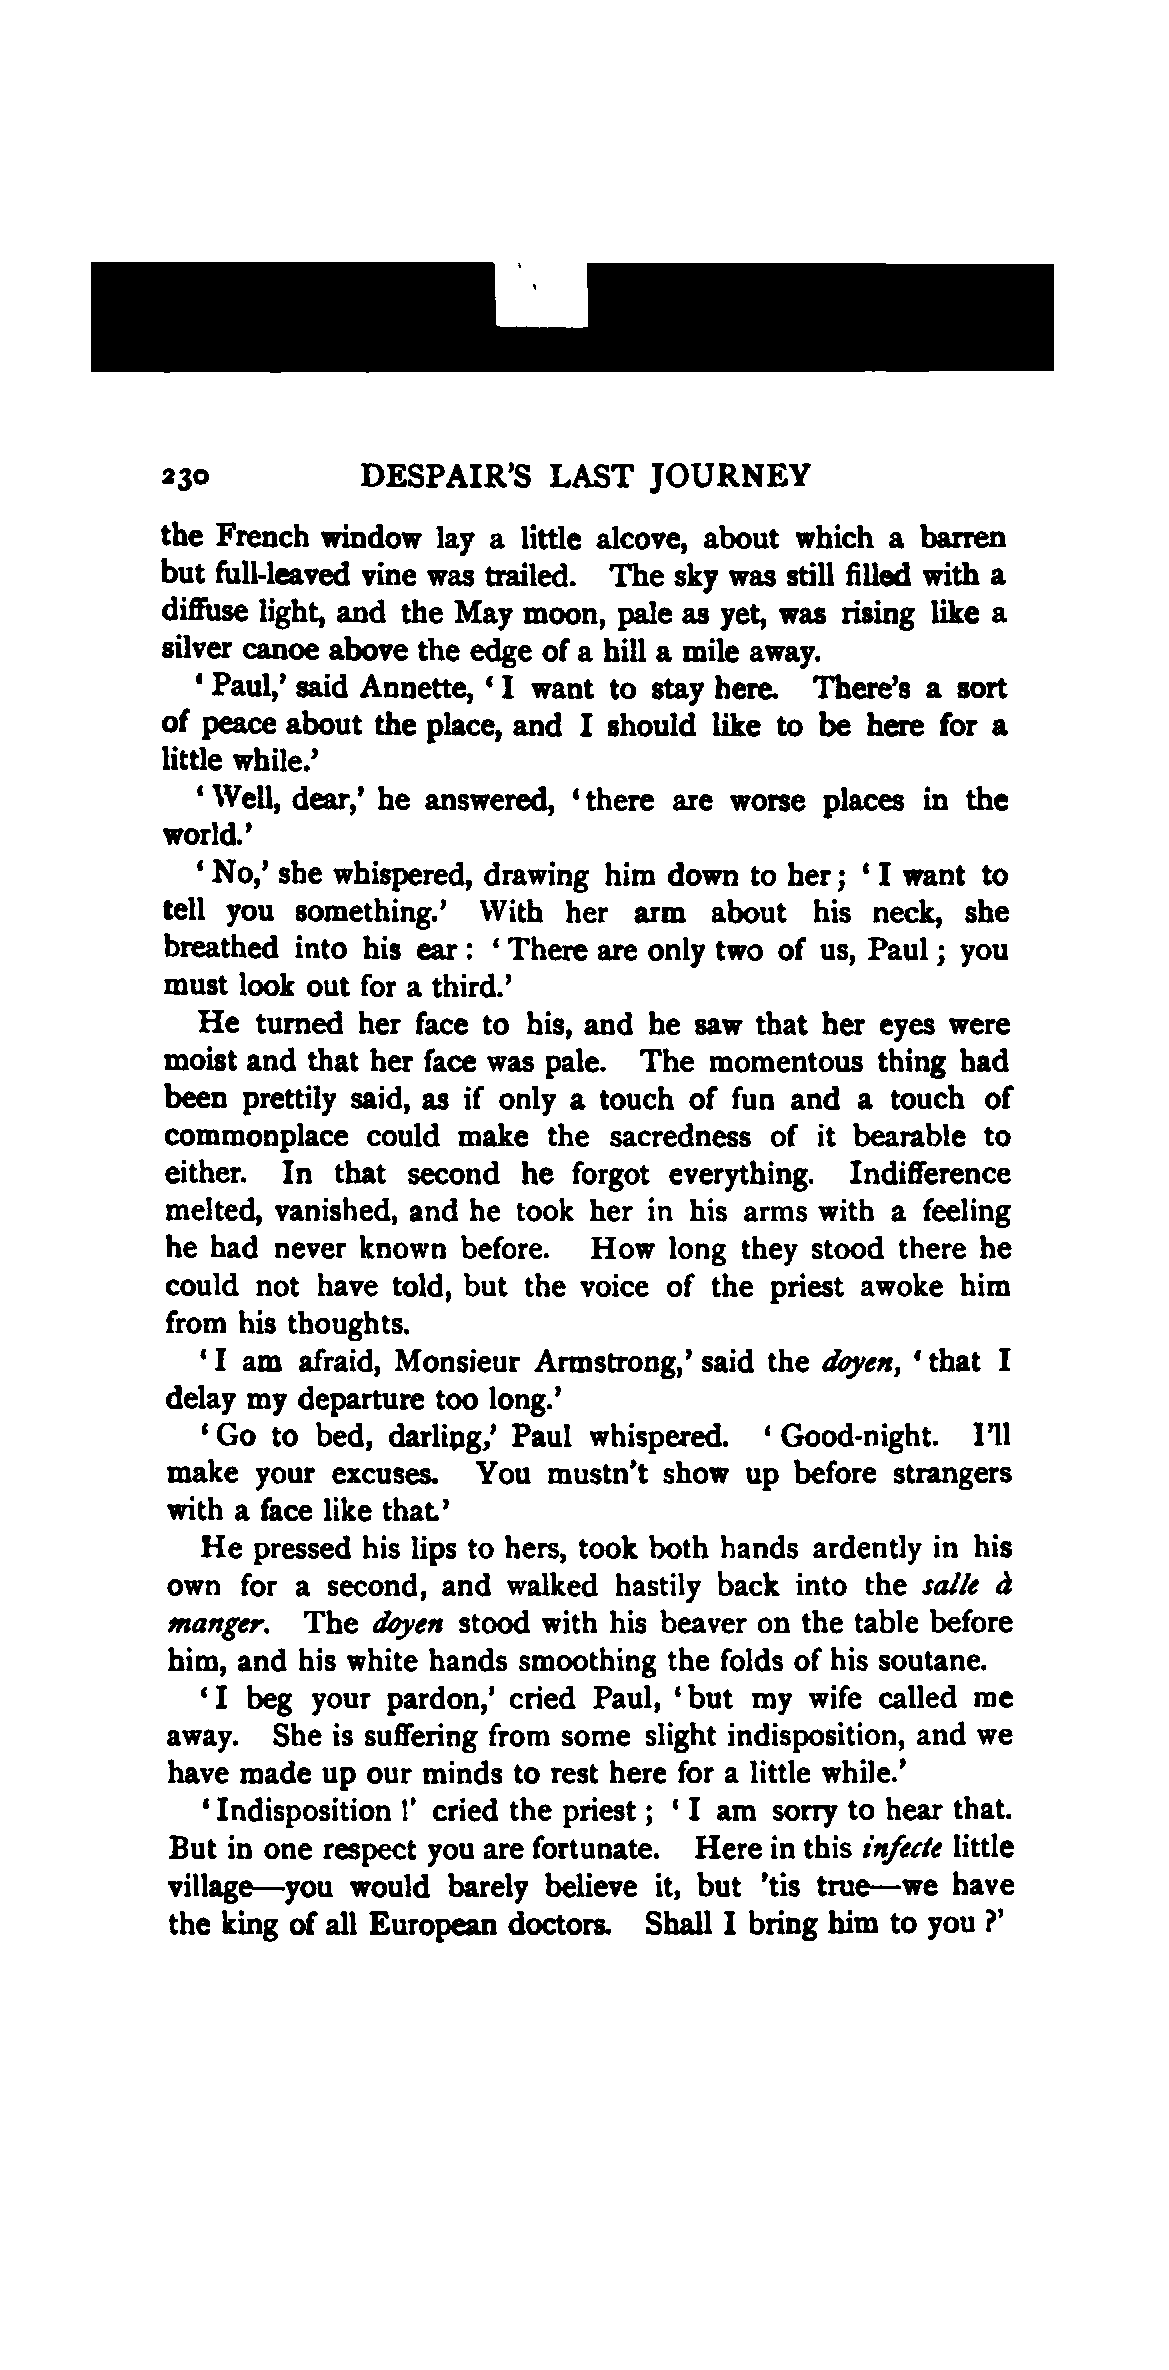 230 DESPAIR'S LAST JOURNEY
the French window lay a little alcove, about which a barren
but full-leaved vine was trailed. The sky was still filled with a
diffuse light, and the May moon, pale as yet, was rising like a
silver canoe above the edge of a hill a mile away.
‘Paul,’ said Annette, ‘I want to stay here. There's a sort
of peace about the place, and I should like to be here for a
little while.’
‘Well, dear,’ he answered, ‘there are worse places in the
world.’
‘No,’ she whispered, drawing him down to her; ‘I want to
tell you something.’ With her arm about his neck, she
breathed into his ear: ‘There are only two of us, Paul; you
must look out for a third.’
He turned her face to his, and he saw that her eyes were
moist and that her face was pale. The momentous thing had
been prettily said, as if only a touch of fun and a touch of
commonplace could make the sacredness of it bearable to
either. In that second he forgot everything. Indifference
melted, vanished, and he took her in his arms with a feeling
he had never known before. How long they stood there he
could not have told, but the voice of the priest awoke him
from his thoughts.
‘I am afraid, Monsieur Armstrong,’ said the doyen, ‘that I
delay my departure too long.’
‘Go to bed, darling,’ Paul whispered. ‘Good-night. I'll
make your excuses. You mustn't show up before strangers
with a face like that.’
He pressed his lips to hers, took both hands ardently in his
own for a second, and walked hastily back into the salle à
manger. The doyen stood with his beaver on the table before
him, and his white hands smoothing the folds of his soutane.
‘I beg your pardon,’ cried Paul, ‘but my wife called me
away. She is suffering from some slight indisposition, and we
have made up our minds to rest here for a little while.’
‘Indisposition!’ cried the priest; ‘I am sorry to hear that.
But in one respect you are fortunate. Here in this infecte little
village—you would barely believe it, but 'tis true—we have
the king of all European doctors. Shall I bring him to you?’